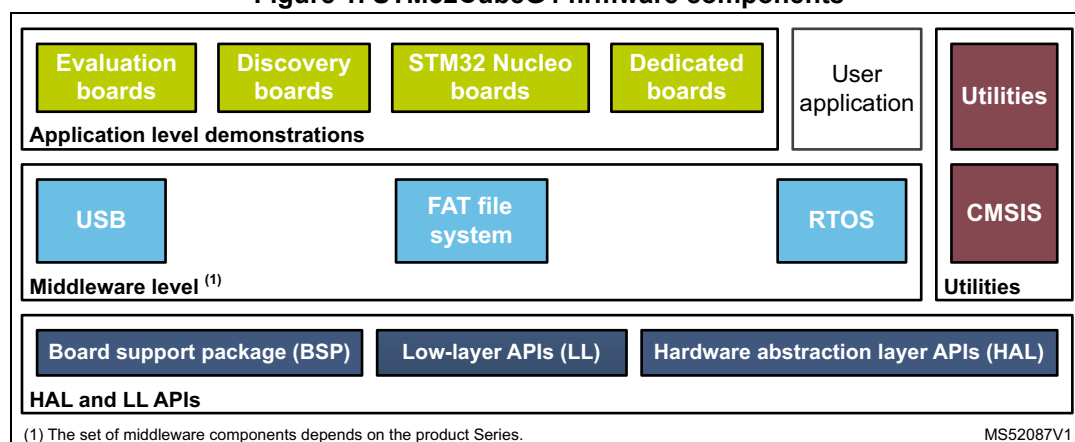 Evaluation
boards
Discovery
boards
STM32 Nucleo
boards
Dedicated
boards
Application level demonstrations
User
application
Utilities
USB
FAT file
system
RTOS
Middleware level (1)
CMSIS
Utilities
Board support package (BSP)
Low-layer APIs (LL)
Hardware abstraction layer APIs (HAL)
HAL and LL APIs
(1) The set of middleware components depends on the product Series.
MS52087V1